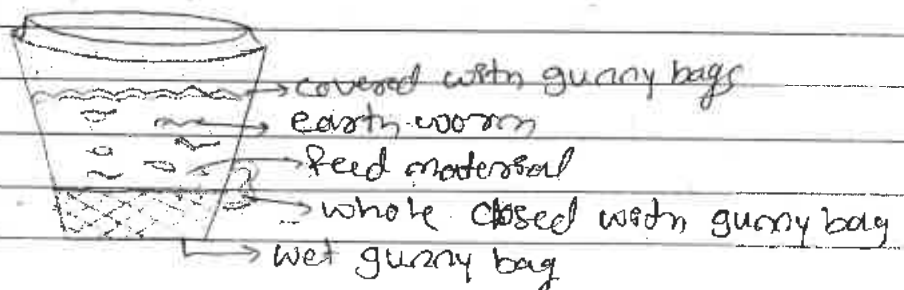 covered with gunny bags
earth worm
feed material
whole closed with gunny bag
wet gunny bag